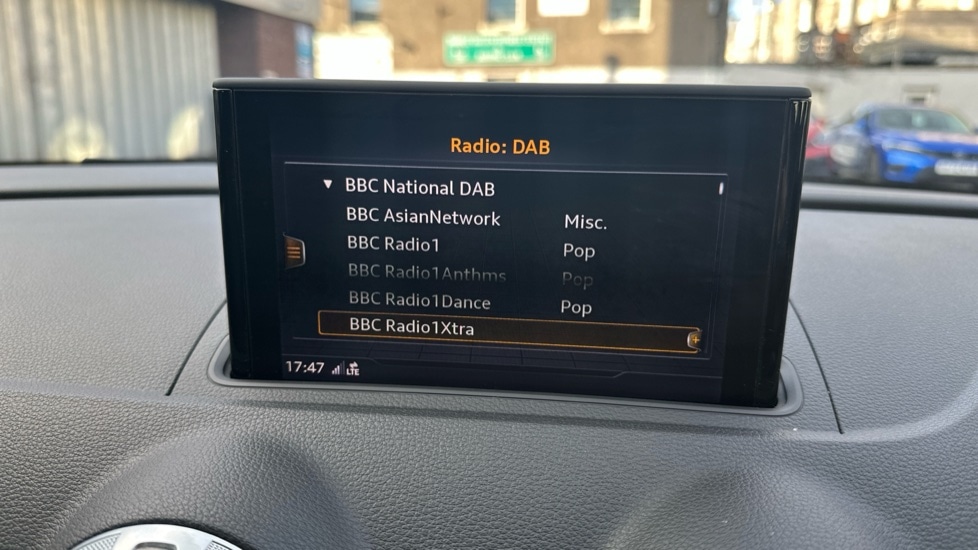 Radio: DAB
▼ BBC National DAB
BBC AsianNetwork Misc.
BBC Radio1 Pop
BBC Radio1Anthms Pop
BBC Radio1Dance Pop
BBC Radio1Xtra
17:47 LTE